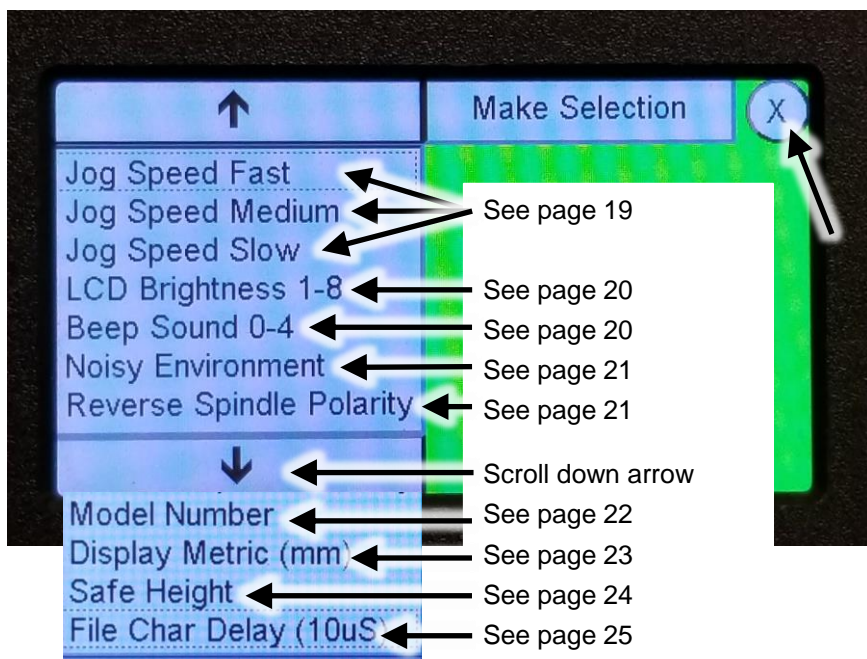 Make Selection
X
Jog Speed Fast
Jog Speed Medium
See page 19
Jog Speed Slow
LCD Brightness 1-8
See page 20
Beep Sound 0-4
See page 20
Noisy Environment
See page 21
Reverse Spindle Polarity
See page 21
Scroll down arrow
Model Number
See page 22
Display Metric (mm)
See page 23
Safe Height
See page 24
File Char Delay (10uS)
See page 25